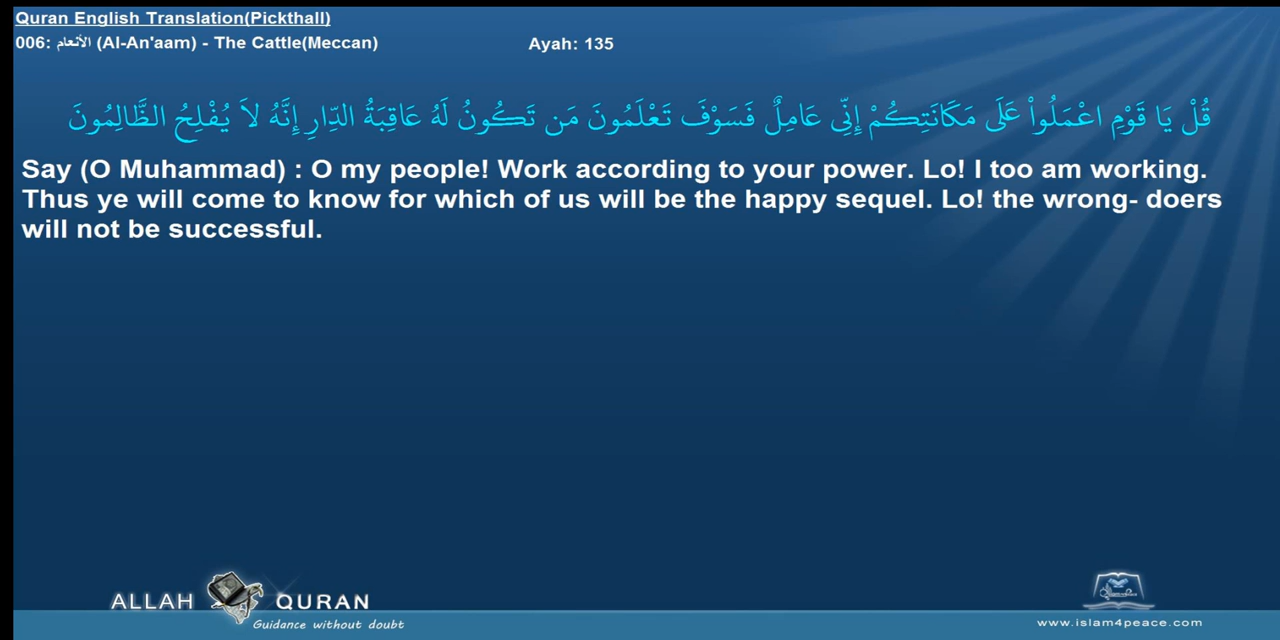 Quran English Translation(Pickthall)
006: الأنعام (Al-An'aam) - The Cattle(Meccan)
Ayah: 135
قُلْ يَا قَوْمِ اعْمَلُواْ عَلَى مَكَانَتِكُمْ إِنِّي عَامِلٌ فَسَوْفَ تَعْلَمُونَ مَن تَكُونُ لَهُ عَاقِبَةُ الدِّارِ إِنَّهُ لاَ يُفْلِحُ الظَّالِمُونَ
Say (O Muhammad) : O my people! Work according to your power. Lo! I too am working.
Thus ye will come to know for which of us will be the happy sequel. Lo! the wrong- doers
will not be successful.
ALLAH QURAN
Guidance without doubt
www.islam4peace.com